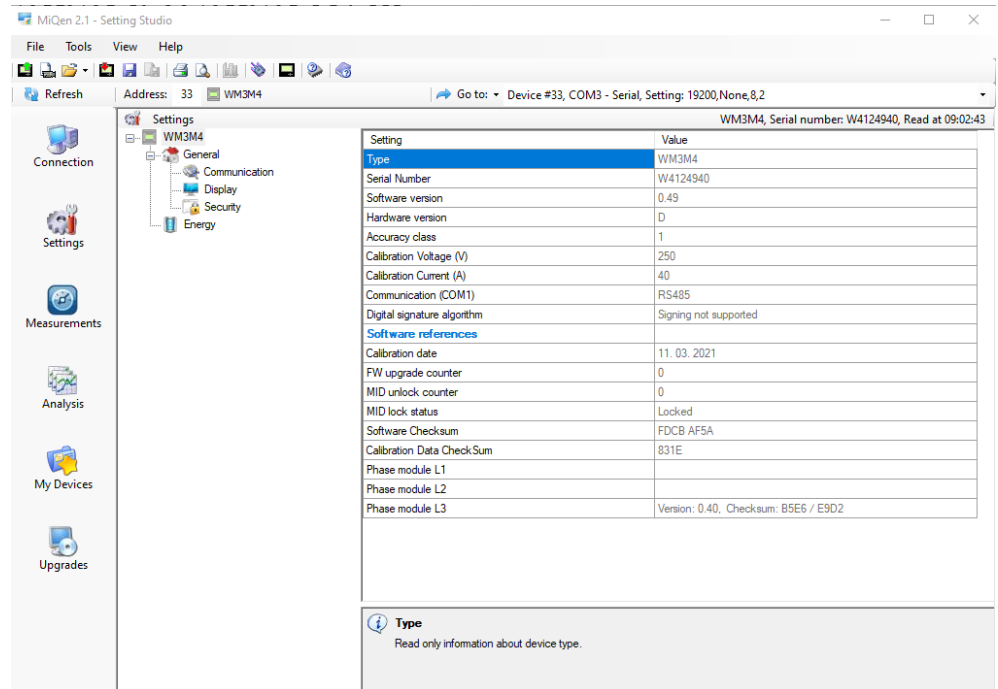 MiQen 2.1 - Setting Studio
File Tools View Help
Refresh Address: 33 WM3M4 Go to: Device #33, COM3 - Serial, Setting: 19200,None,8,2
Settings WM3M4, Serial number: W4124940, Read at 09:02:43
Connection
Settings
Measurements
Analysis
My Devices
Upgrades
WM3M4
General
Communication
Display
Security
Energy
Setting Value
Type WM3M4
Serial Number W4124940
Software version 0.49
Hardware version D
Accuracy class 1
Calibration Voltage (V) 250
Calibration Current (A) 40
Communication (COM1) RS485
Digital signature algorithm Signing not supported
Software references
Calibration date 11. 03. 2021
FW upgrade counter 0
MID unlock counter 0
MID lock status Locked
Software Checksum FDCB AF5A
Calibration Data CheckSum 831E
Phase module L1
Phase module L2
Phase module L3 Version: 0.40, Checksum: B5E6 / E9D2
Type
Read only information about device type.